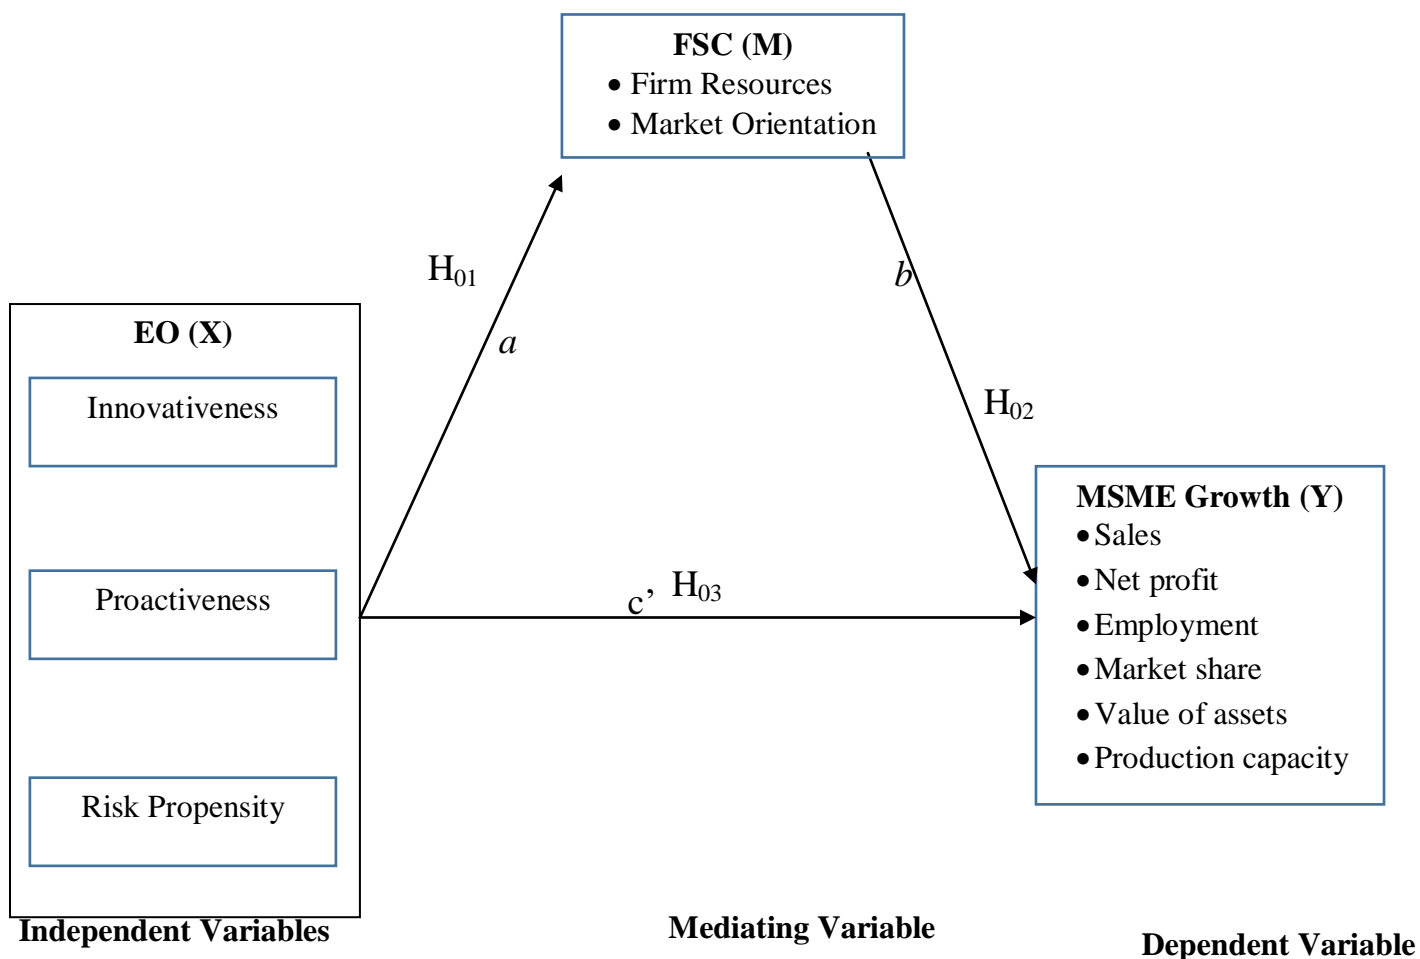 FSC (M)
• Firm Resources
• Market Orientation
H01
a
b
H02
EO (X)
Innovativeness
Proactiveness
Risk Propensity
c’ H03
MSME Growth (Y)
• Sales
• Net profit
• Employment
• Market share
• Value of assets
• Production capacity
Independent Variables
Mediating Variable
Dependent Variable